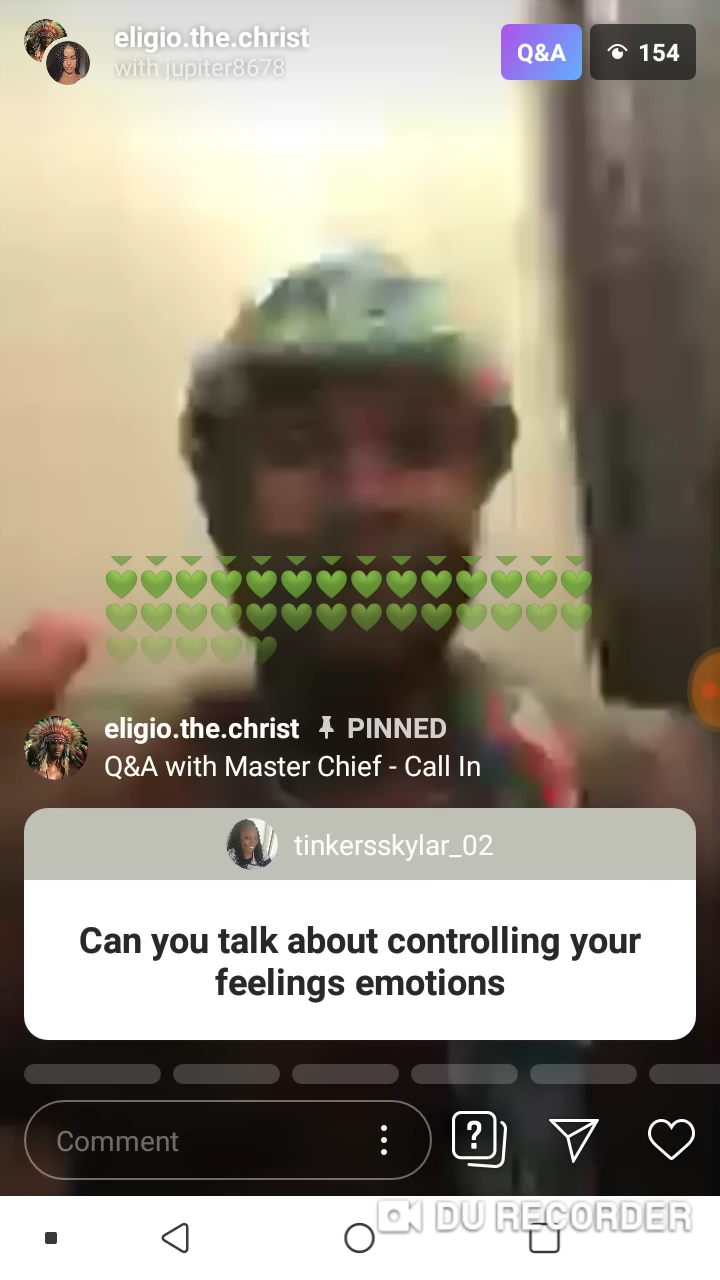 eligio.the.christ
with jupiter8678
Q&A
154
eligio.the.christ PINNED
Q&A with Master Chief - Call In
tinkersskylar_02
Can you talk about controlling your
feelings emotions
Comment
?
DU RECORDER